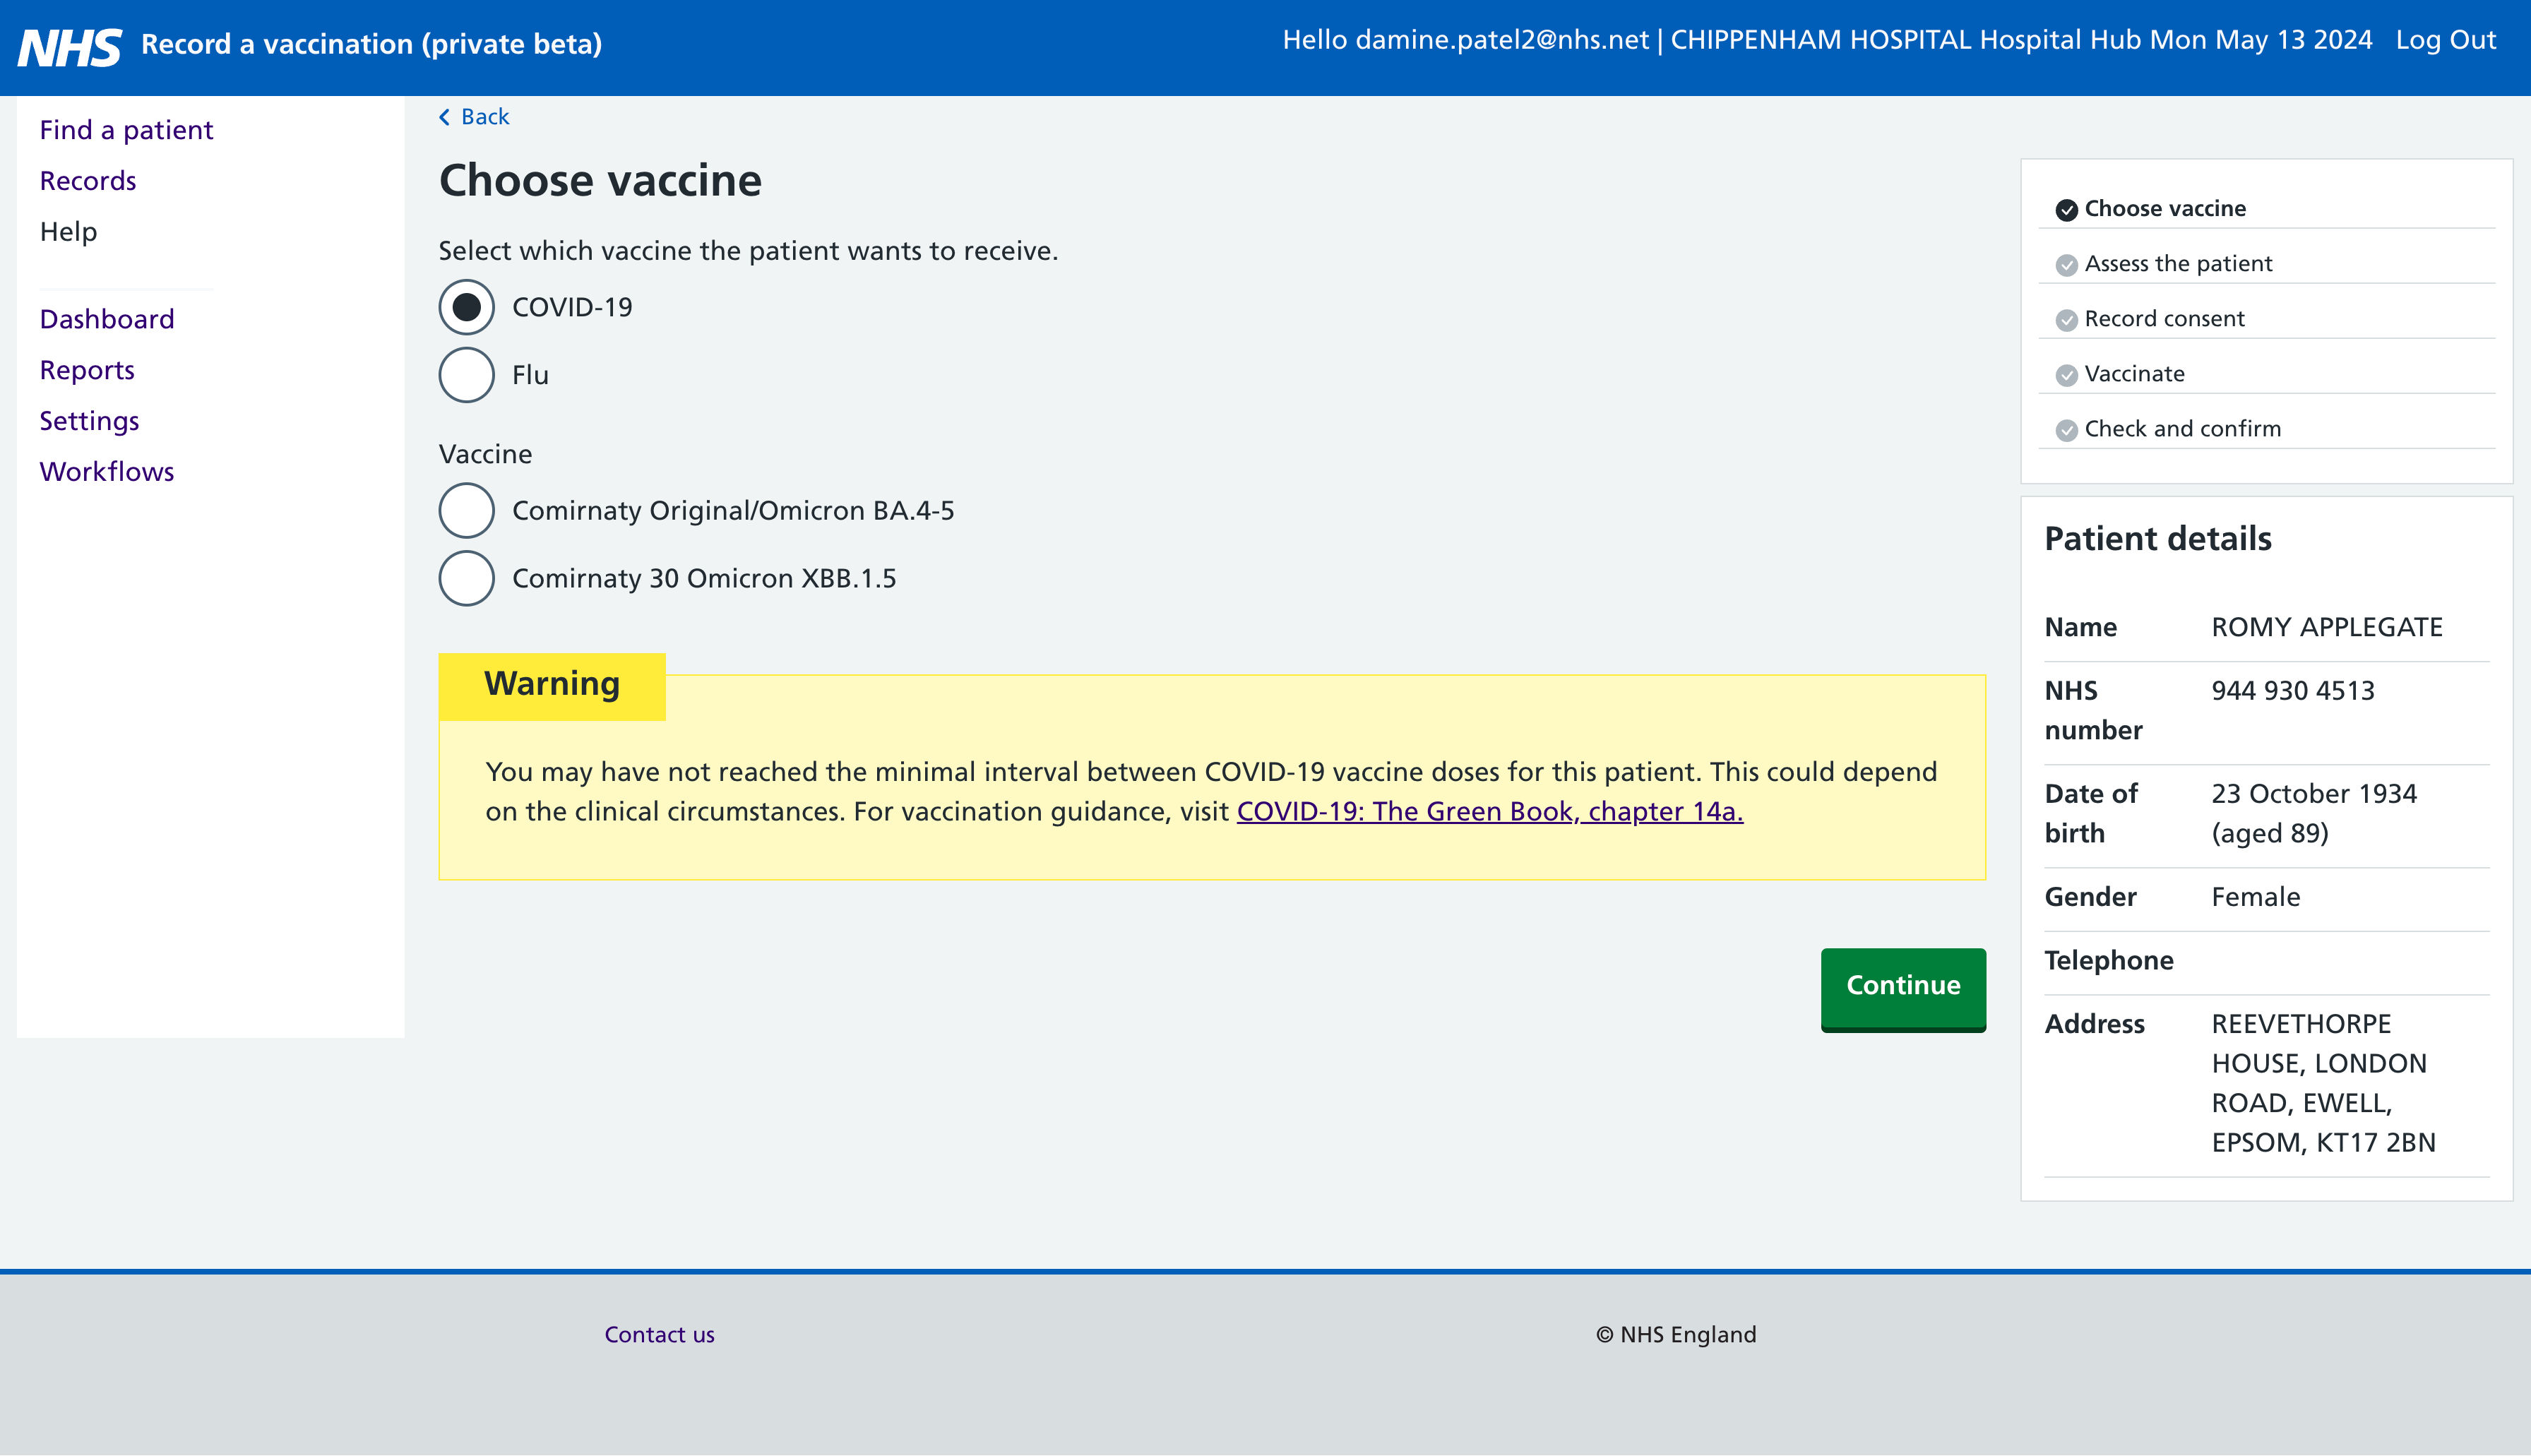 NHS Record a vaccination (private beta)
Hello damine.patel2@nhs.net | CHIPPENHAM HOSPITAL Hospital Hub Mon May 13 2024 Log Out
Find a patient
Records
Help
Dashboard
Reports
Settings
Workflows
Back
Choose vaccine
Select which vaccine the patient wants to receive.
COVID-19
Flu
Vaccine
Comirnaty Original/Omicron BA.4-5
Comirnaty 30 Omicron XBB.1.5
Warning
You may have not reached the minimal interval between COVID-19 vaccine doses for this patient. This could depend
on the clinical circumstances. For vaccination guidance, visit COVID-19: The Green Book, chapter 14a.
Continue
Choose vaccine
Assess the patient
Record consent
Vaccinate
Check and confirm
Patient details
Name ROMY APPLEGATE
NHS 944 930 4513
number
Date of 23 October 1934
birth (aged 89)
Gender Female
Telephone
Address REEVETHORPE
HOUSE, LONDON
ROAD, EWELL,
EPSOM, KT17 2BN
Contact us
© NHS England